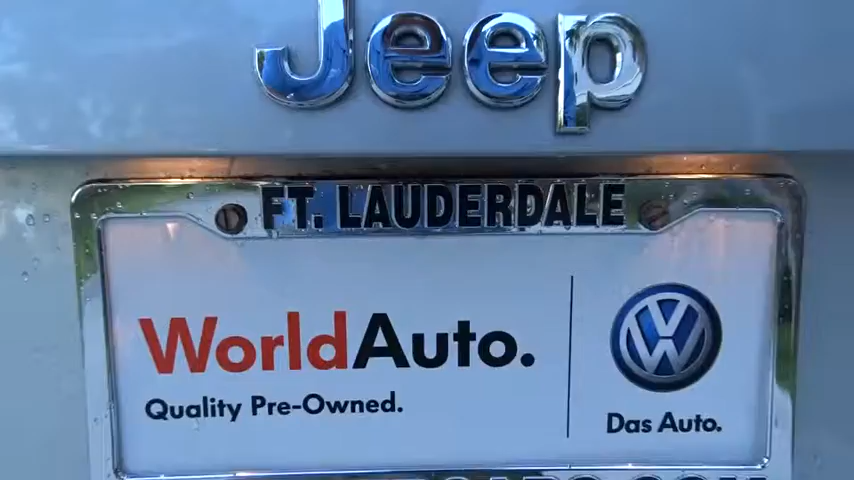 Jeep
FT. LAUDERDALE
WorldAuto.
Quality Pre-Owned.
Das Auto.